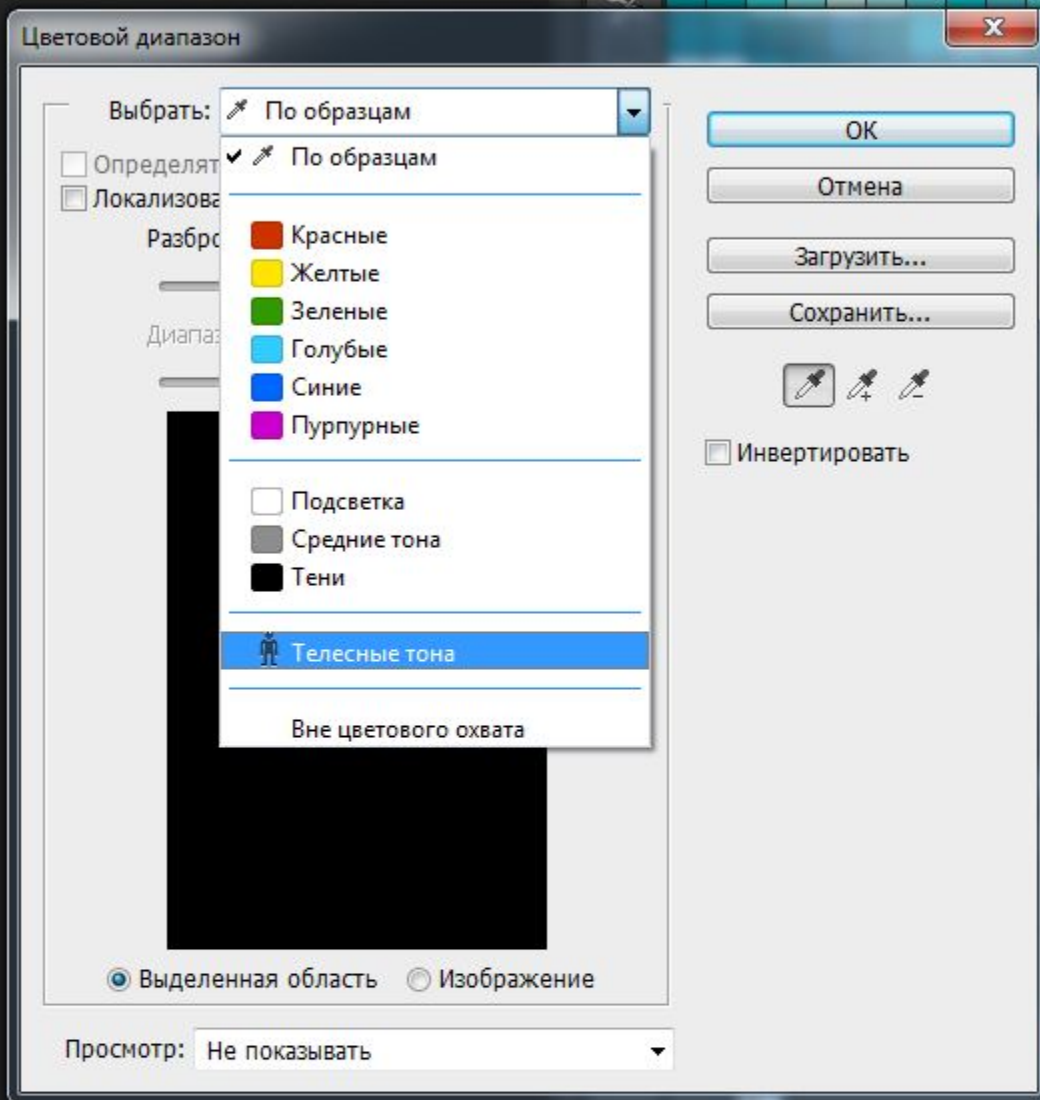 Цветовой диапазон
Выбрать: По образцам
По образцам
Красные
Желтые
Зеленые
Голубые
Синие
Пурпурные
Подсветка
Средние тона
Тени
Телесные тона
Вне цветового охвата
Определят
Локализова
Разбро
Диапаз
Выделенная область Изображение
Просмотр: Не показывать
OK
Отмена
Загрузить...
Сохранить...
Инвертировать